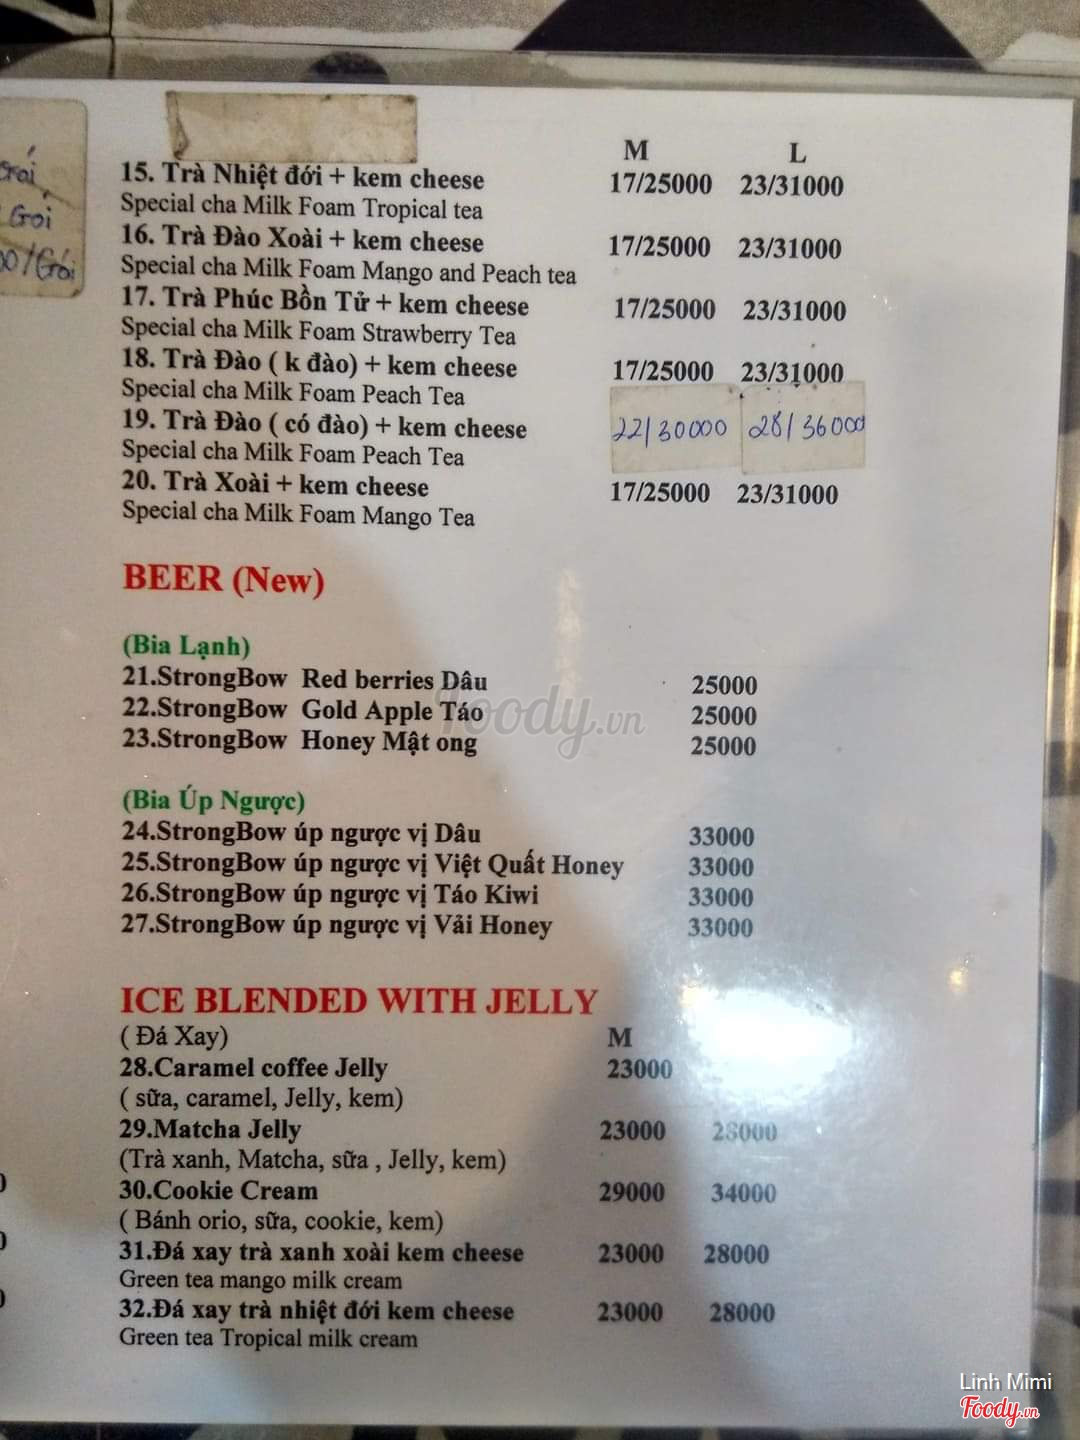 Gói
00/Gói
M L
15. Trà Nhiệt đới + kem cheese 17/25000 23/31000
Special cha Milk Foam Tropical tea
16. Trà Đào Xoài + kem cheese 17/25000 23/31000
Special cha Milk Foam Mango and Peach tea
17. Trà Phúc Bồn Tử + kem cheese 17/25000 23/31000
Special cha Milk Foam Strawberry Tea
18. Trà Đào ( k đào) + kem cheese 17/25000 23/31000
Special cha Milk Foam Peach Tea
19. Trà Đào ( có đào) + kem cheese 22/30000 28/36000
Special cha Milk Foam Peach Tea
20. Trà Xoài + kem cheese 17/25000 23/31000
Special cha Milk Foam Mango Tea
BEER (New)
(Bia Lạnh)
21.StrongBow Red berries Dâu 25000
22.StrongBow Gold Apple Táo 25000
23.StrongBow Honey Mật ong 25000
Foody.vn
(Bia Úp Ngược)
24.StrongBow úp ngược vị Dâu 33000
25.StrongBow úp ngược vị Việt Quất Honey 33000
26.StrongBow úp ngược vị Táo Kiwi 33000
27.StrongBow úp ngược vị Vải Honey 33000
ICE BLENDED WITH JELLY
( Đá Xay) M
28.Caramel coffee Jelly 23000
( sữa, caramel, Jelly, kem)
29.Matcha Jelly 23000 28000
(Trà xanh, Matcha, sữa , Jelly, kem)
30.Cookie Cream 29000 34000
( Bánh orio, sữa, cookie, kem)
31.Đá xay trà xanh xoài kem cheese 23000 28000
Green tea mango milk cream
32.Đá xay trà nhiệt đới kem cheese 23000 28000
Green tea Tropical milk cream
Linh Mimi
Foody.vn